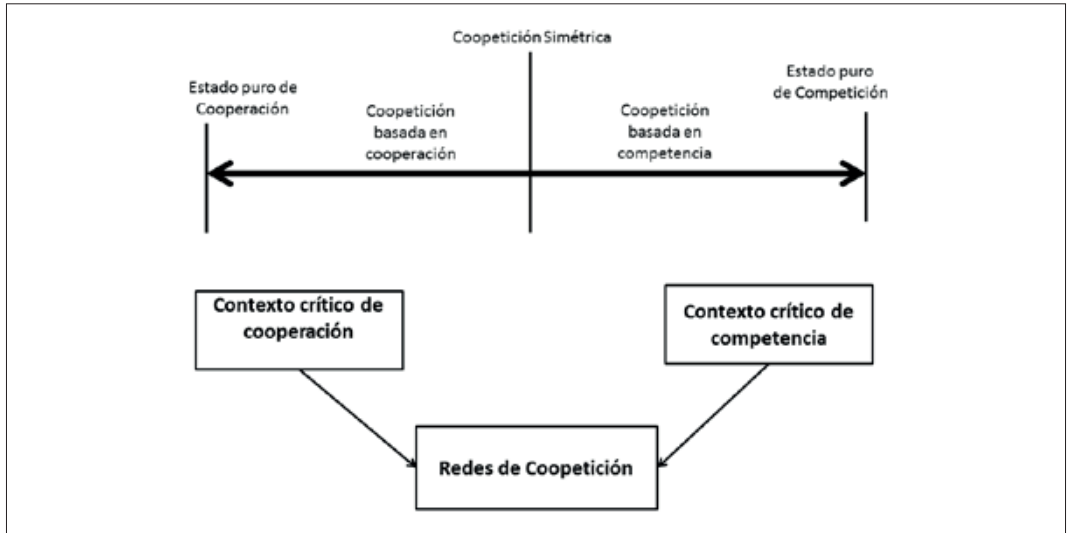 Coopetición Simétrica
Estado puro de
Cooperación
Coopetición
basada en
cooperación
Coopetición
basada en
competencia
Estado puro
de Competición
Contexto crítico de
cooperación
Contexto crítico de
competencia
Redes de Coopetición